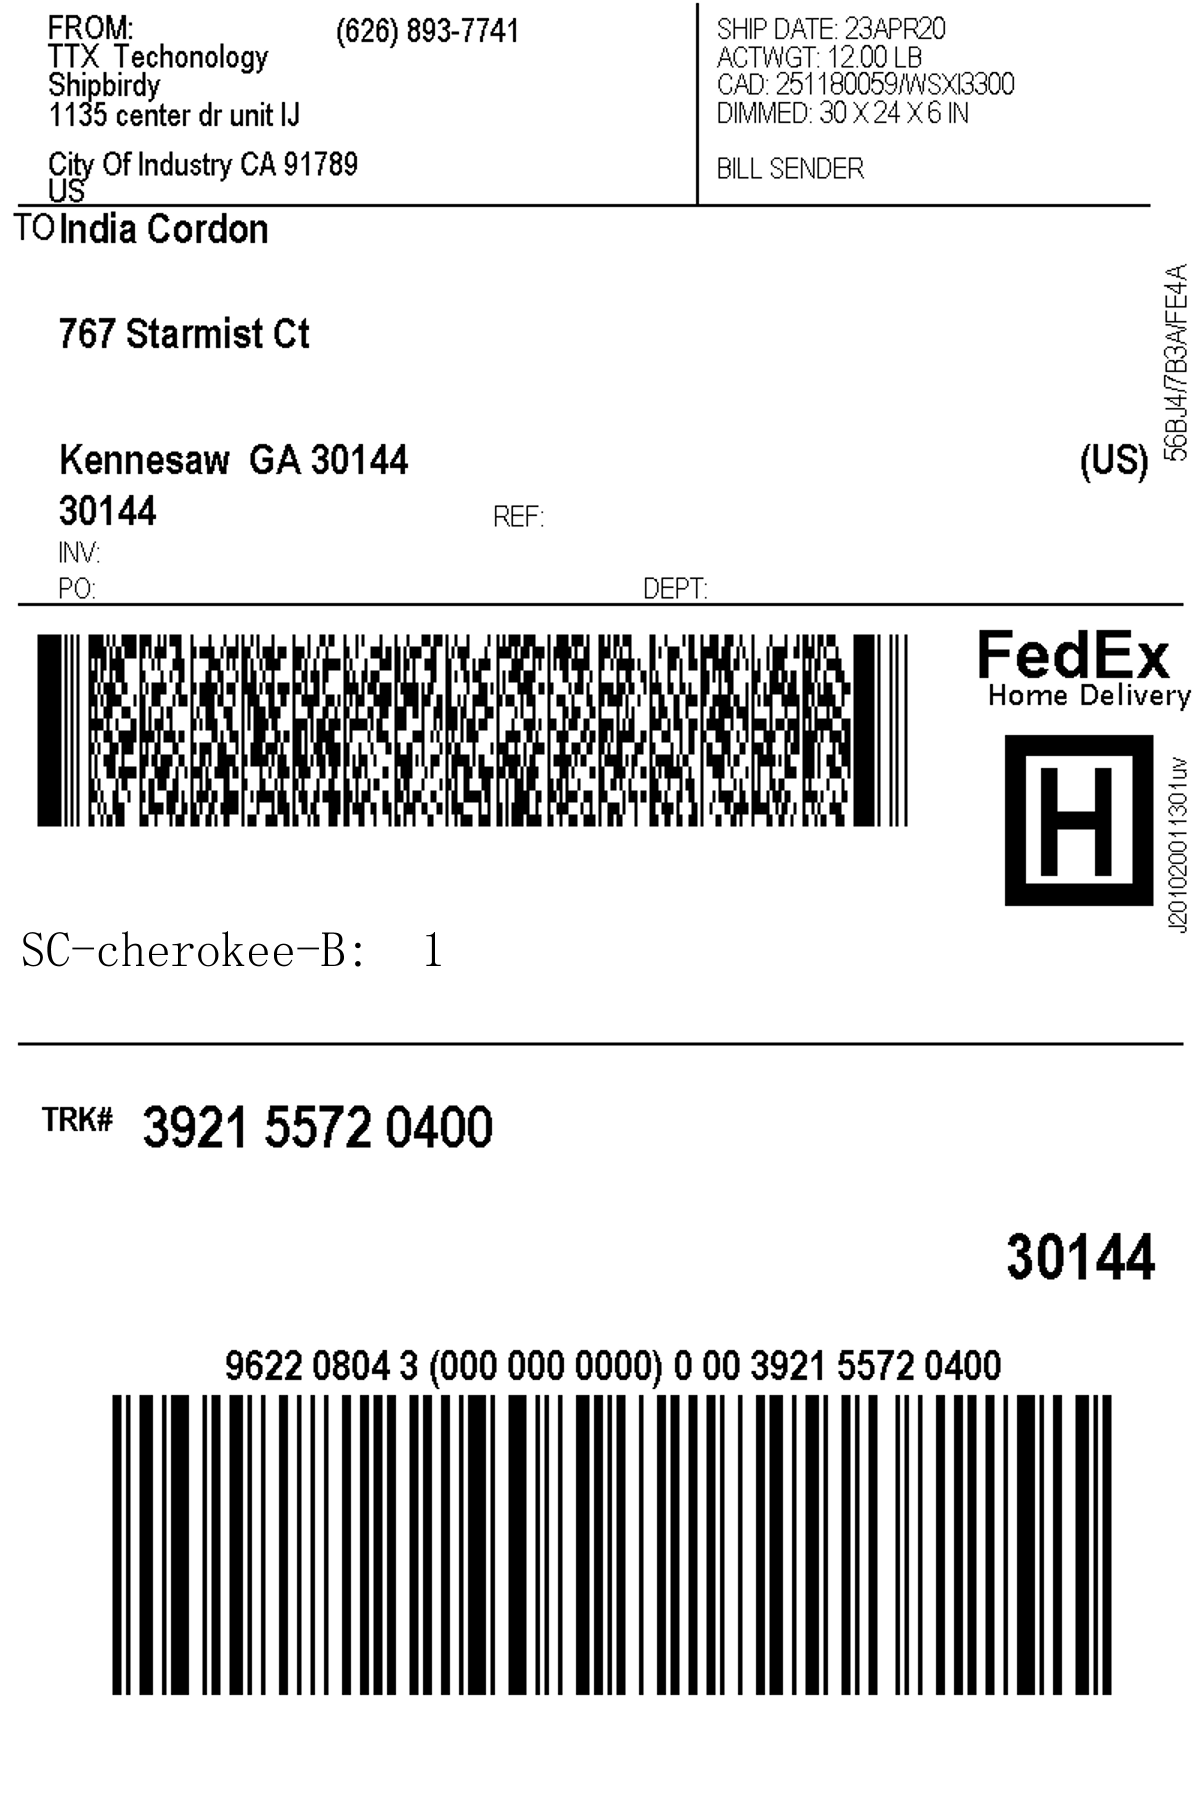 FROM: (626) 893-7741
TTX Techonology
Shipbirdy
1135 center dr unit IJ
City Of Industry CA 91789
US
SHIP DATE: 23APR20
ACTWGT: 12.00 LB
CAD: 251180059/WSXI3300
DIMMED: 30 X 24 X 6 IN
BILL SENDER
TO India Cordon
767 Starmist Ct
Kennesaw GA 30144 (US)
30144 REF:
INV:
PO: DEPT:
56BJ4/7B3A/FE4A
FedEx
Home Delivery
H
J201020011301uv
SC-cherokee-B: 1
TRK# 3921 5572 0400
30144
9622 0804 3 (000 000 0000) 0 00 3921 5572 0400